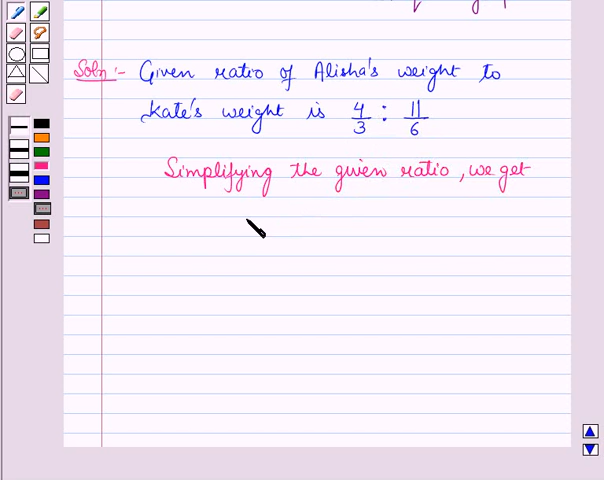 Soln :- Given ratio of Alisha's weight to
Kate's weight is 4/3 : 11/6
Simplifying the given ratio, we get